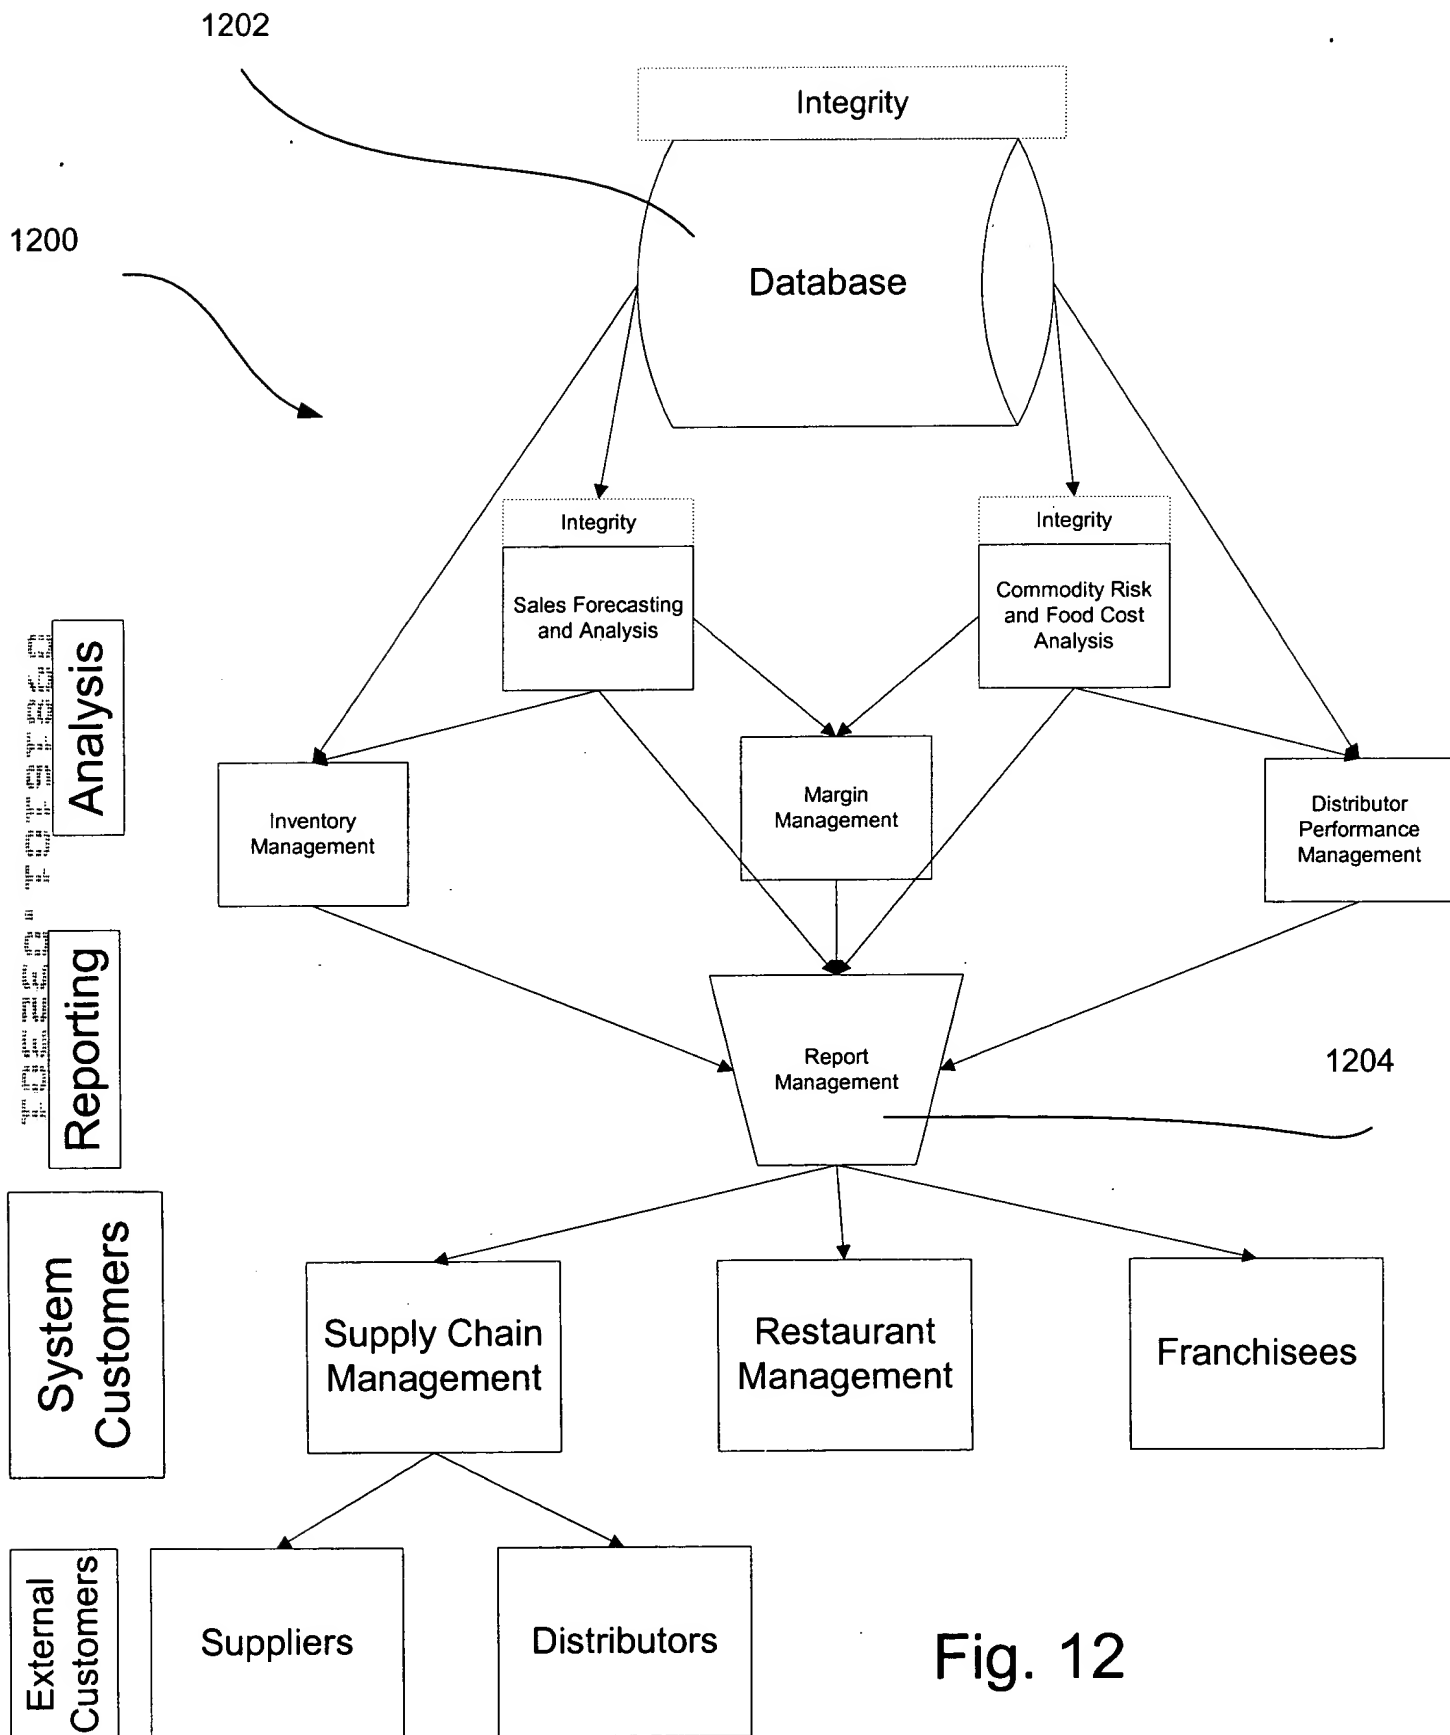 1202
Integrity
1200
Database
Integrity
Integrity
Sales Forecasting
and Analysis
Commodity Risk
and Food Cost
Analysis
Analysis
Inventory
Management
Margin
Management
Distributor
Performance
Management
Reporting
Report
Management
1204
System
Customers
Supply Chain
Management
Restaurant
Management
Franchisees
External
Customers
Suppliers
Distributors
Fig. 12